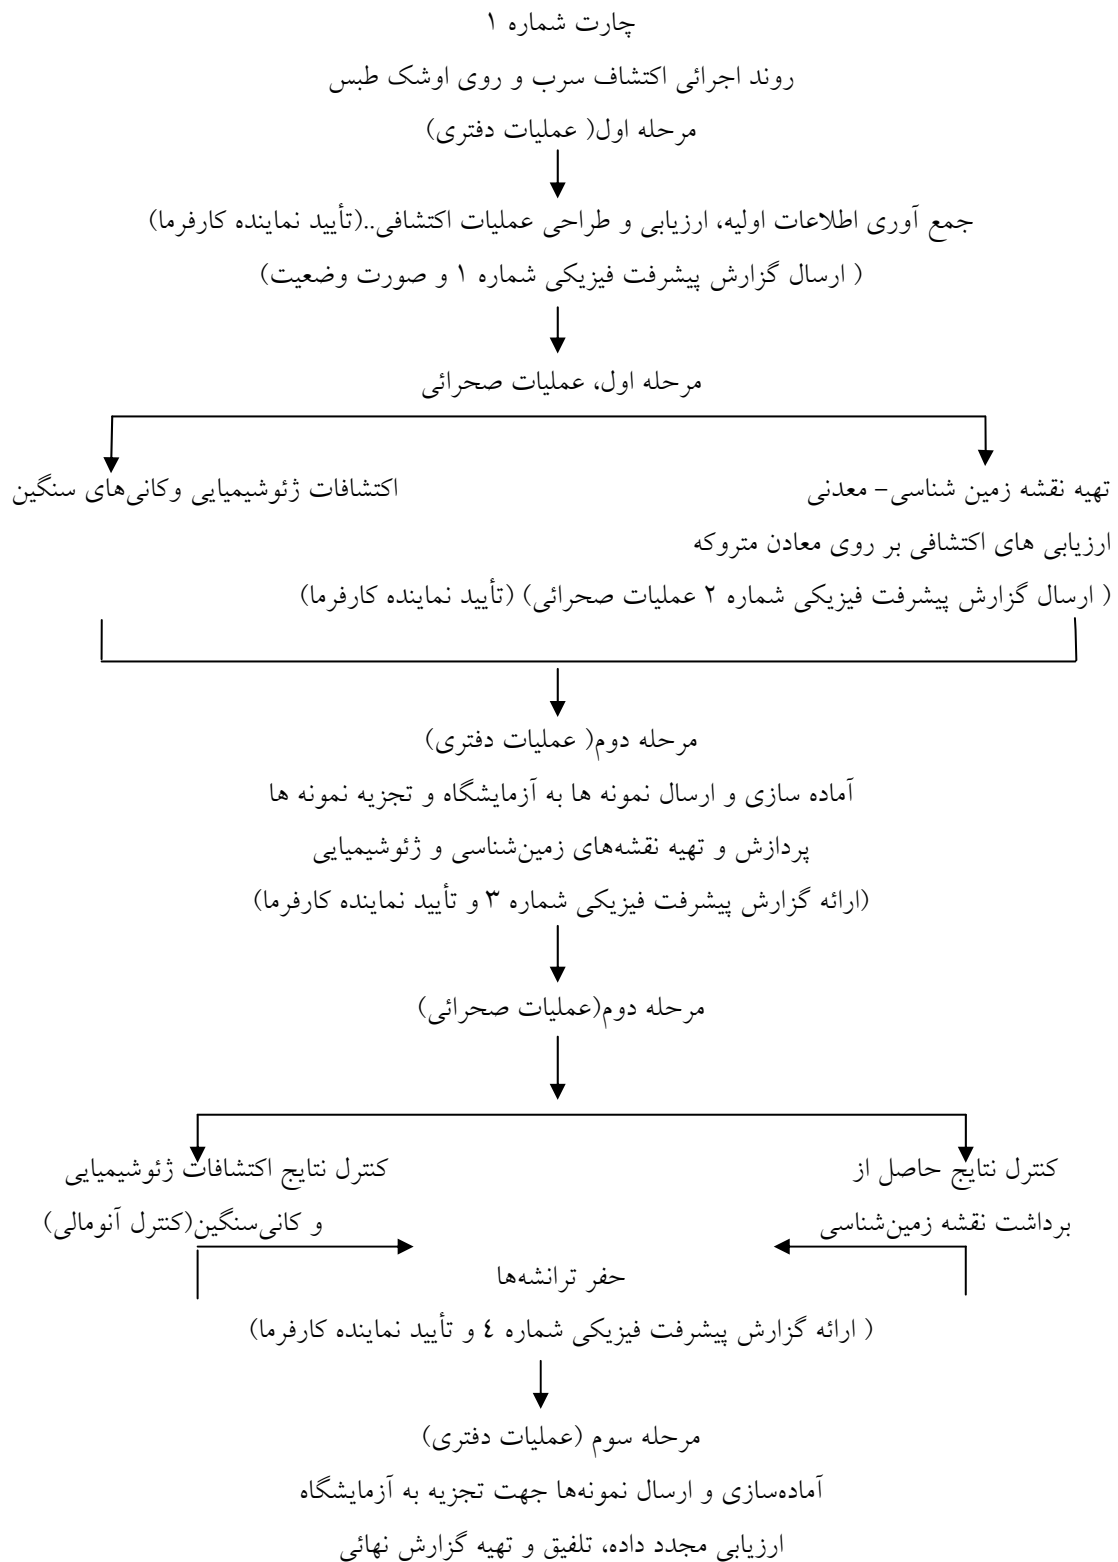 چارت شماره ۱
روند اجرائی اکتشاف سرب و روی اوشک طبس
مرحله اول( عملیات دفتری)
جمع آوری اطلاعات اولیه، ارزیابی و طراحی عملیات اکتشافی..(تأیید نماینده کارفرما)
( ارسال گزارش پیشرفت فیزیکی شماره ۱ و صورت وضعیت)
مرحله اول، عملیات صحرائی
تهیه نقشه زمین شناسی- معدنی
اکتشافات ژئوشیمیایی وکانی‌های سنگین
ارزیابی های اکتشافی بر روی معادن متروکه
( ارسال گزارش پیشرفت فیزیکی شماره ۲ عملیات صحرائی) (تأیید نماینده کارفرما)
مرحله دوم( عملیات دفتری)
آماده سازی و ارسال نمونه ها به آزمایشگاه و تجزیه نمونه ها
پردازش و تهیه نقشه‌های زمین‌شناسی و ژئوشیمیایی
(ارائه گزارش پیشرفت فیزیکی شماره ۳ و تأیید نماینده کارفرما)
مرحله دوم(عملیات صحرائی)
کنترل نتایج حاصل از
برداشت نقشه زمین‌شناسی
کنترل نتایج اکتشافات ژئوشیمیایی
و کانی‌سنگین(کنترل آنومالی)
حفر ترانشه‌ها
( ارائه گزارش پیشرفت فیزیکی شماره ٤ و تأیید نماینده کارفرما)
مرحله سوم (عملیات دفتری)
آماده‌سازی و ارسال نمونه‌ها جهت تجزیه به آزمایشگاه
ارزیابی مجدد داده، تلفیق و تهیه گزارش نهائی